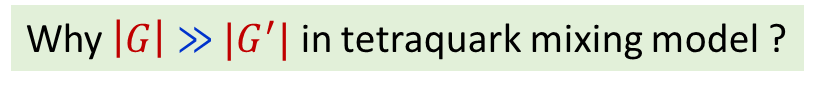 Why |G| ≫ |G′| in tetraquark mixing model ?